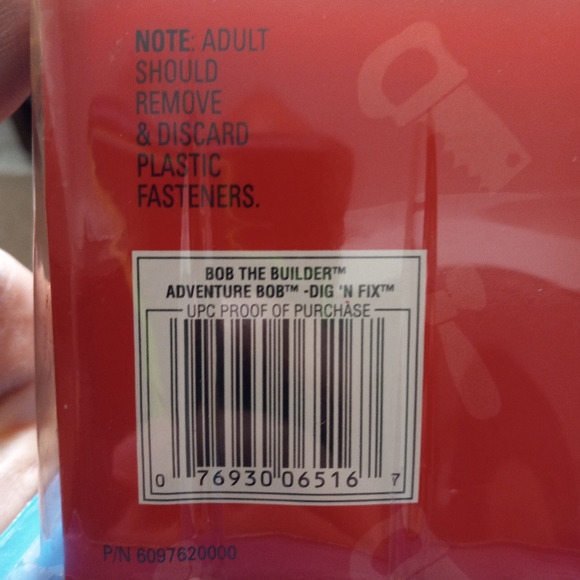 NOTE: ADULT
SHOULD
REMOVE
& DISCARD
PLASTIC
FASTENERS.
BOB THE BUILDER™
ADVENTURE BOB™ -DIG 'N FIX™
UPC PROOF OF PURCHASE
0 76930 06516 7
P/N 6097620000